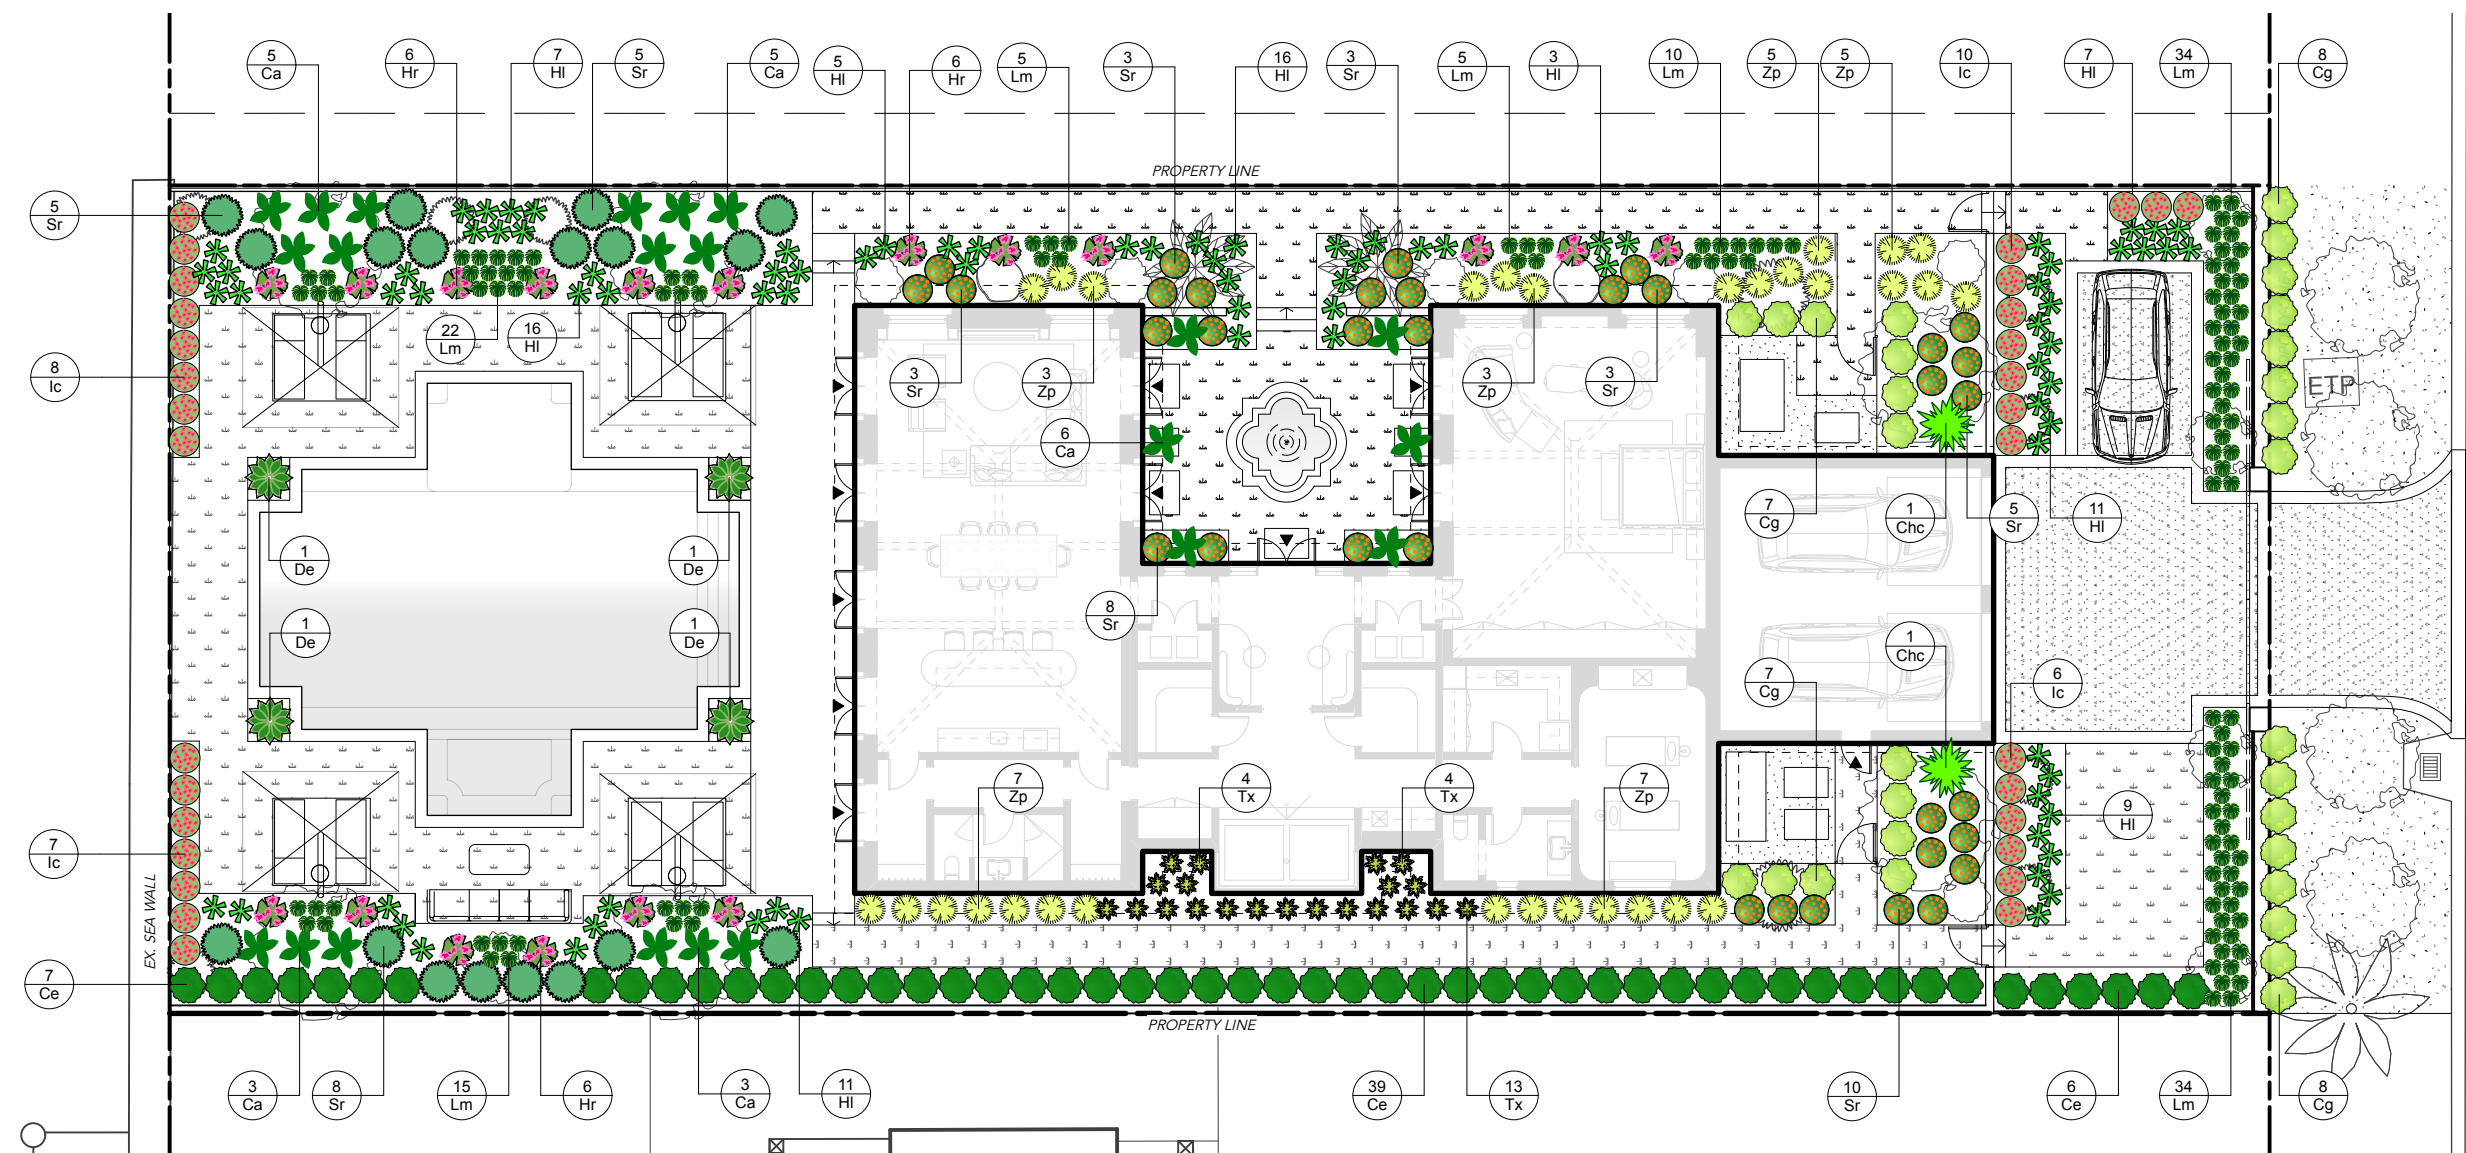 5
Ca
6
Hr
7
Hl
5
Sr
5
Ca
5
Hl
6
Hr
5
Lm
3
Sr
16
Hl
3
Sr
5
Lm
3
Hl
10
Lm
5
Zp
5
Zp
10
Ic
7
Hl
34
Lm
8
Cg
PROPERTY LINE
5
Sr
22
Lm
16
Hl
8
Ic
3
Sr
3
Zp
3
Zp
3
Sr
ETP
6
Ca
7
Cg
1
Chc
5
Sr
11
Hl
1
De
1
De
8
Sr
1
De
1
De
1
Chc
7
Cg
6
Ic
7
Zp
4
Tx
4
Tx
7
Zp
9
Hl
7
Ic
EX. SEA WALL
7
Ce
PROPERTY LINE
3
Ca
8
Sr
15
Lm
6
Hr
3
Ca
11
Hl
39
Ce
13
Tx
10
Sr
6
Ce
34
Lm
8
Cg